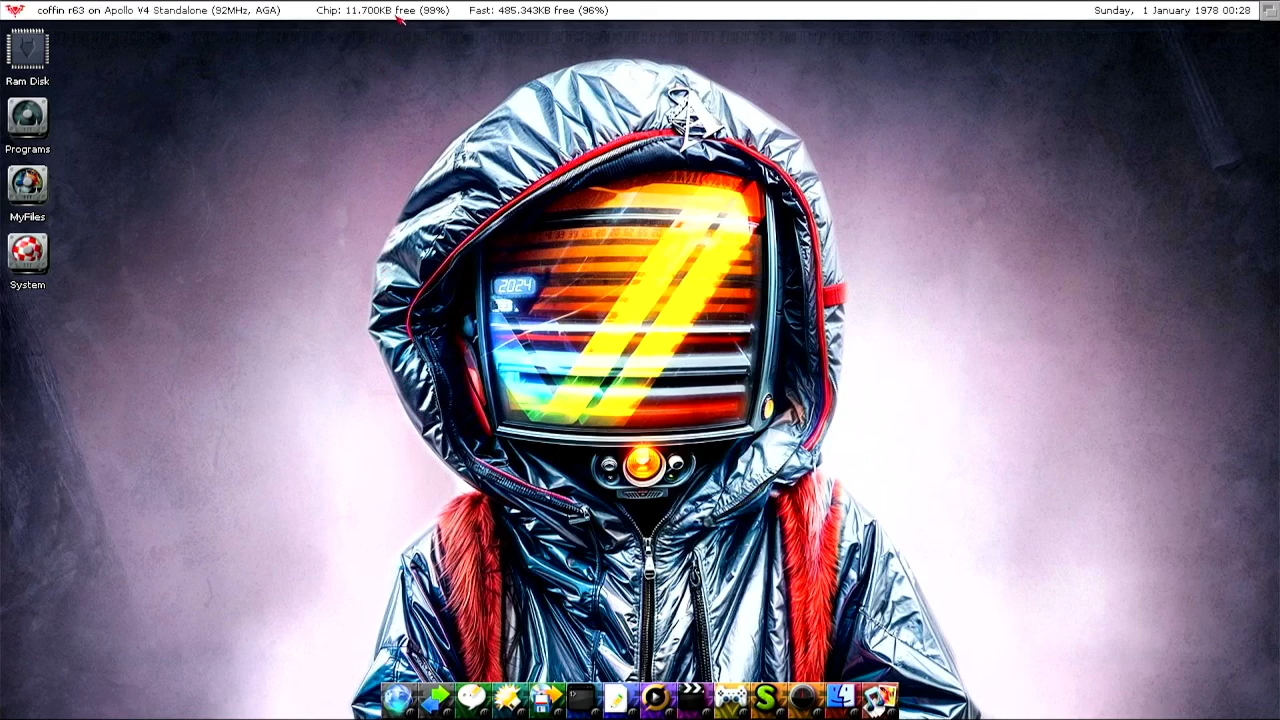 coffin r63 on Apollo V4 Standalone (92MHz, AGA) Chip: 11.700KB free (99%) Fast: 485.343KB free (96%) Sunday, 1 January 1978 00:28
Ram Disk
Programs
MyFiles
System
2024